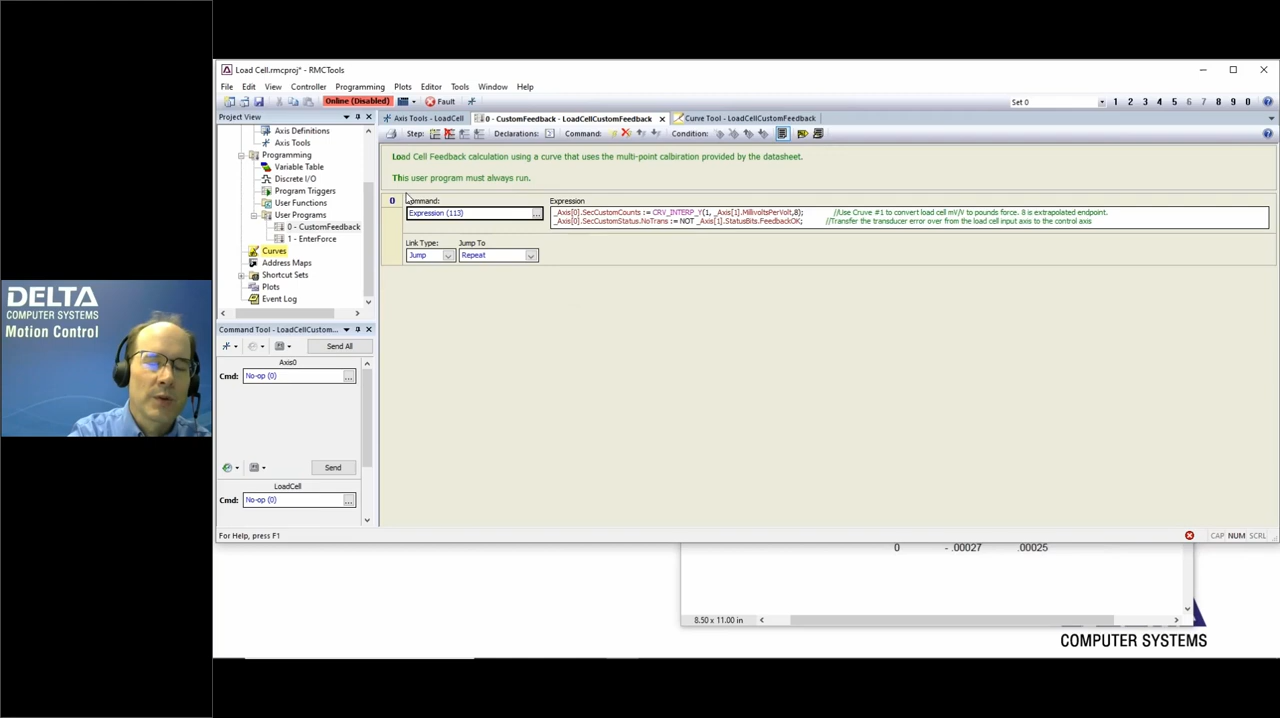 Load Cell.rmcproj* - RMCTools
File Edit View Controller Programming Plots Editor Tools Window Help
Online (Disabled) Fault Set 0 1 2 3 4 5 6 7 8 9 0
Project View
Axis Definitions
Axis Tools
Programming
Variable Table
Discrete I/O
Program Triggers
User Functions
User Programs
0 - CustomFeedback
1 - EnterForce
Curves
Address Maps
Shortcut Sets
Plots
Event Log
Axis Tools - LoadCell 0 - CustomFeedback - LoadCellCustomFeedback Curve Tool - LoadCellCustomFeedback
Step: Declarations: Command: Condition:
Load Cell Feedback calculation using a curve that uses the multi-point calbiration provided by the datasheet.
This user program must always run.
0 Command: Expression
Expression (113) ...
_Axis[0].SecCustomCounts := CRV_INTERP_Y(1, _Axis[1].MillivoltsPerVolt,8); //Use Cruve #1 to convert load cell mV/V to pounds force. 8 is extrapolated endpoint.
_Axis[0].SecCustomStatus.NoTrans := NOT _Axis[1].StatusBits.FeedbackOK; //Transfer the transducer error over from the load cell input axis to the control axis
Link Type: Jump To
Jump Repeat
Command Tool - LoadCellCustom...
Send All
Axis0
Cmd: No-op (0) ...
Send
LoadCell
Cmd: No-op (0) ...
For Help, press F1
CAP NUM SCRL
0 -.00027 .00025
8.50 x 11.00 in
COMPUTER SYSTEMS
DELTA
COMPUTER SYSTEMS
Motion Control